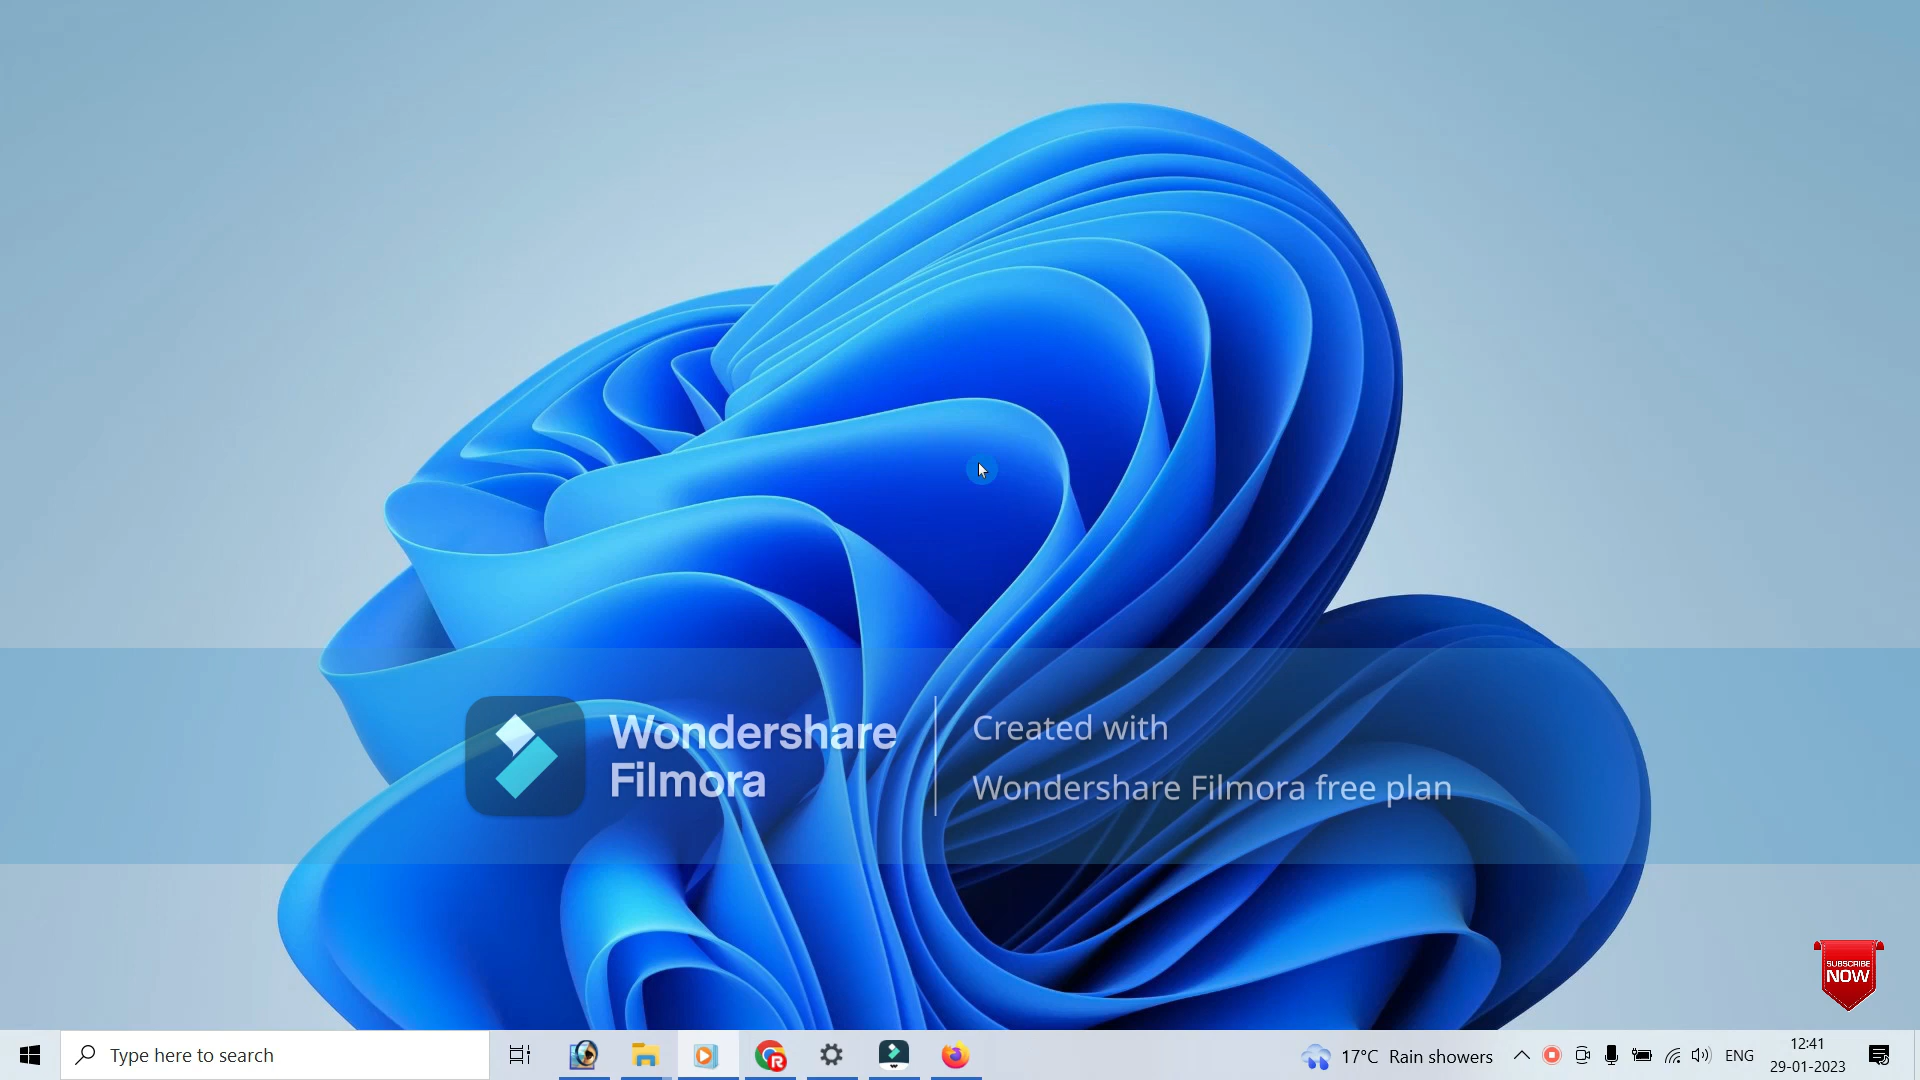 Wondershare
Filmora
Created with
Wondershare Filmora free plan
SUBSCRIBE
NOW
Type here to search
R
17°C Rain showers
ENG
12:41
29-01-2023